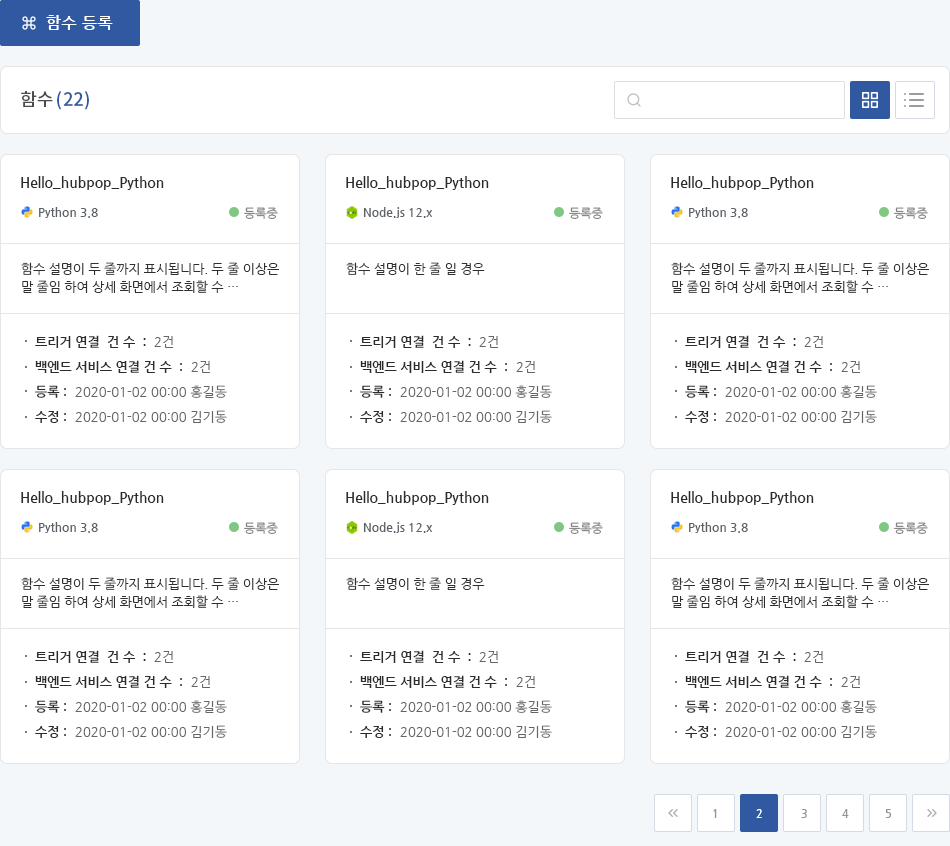 ⌘ 함수 등록
함수 (22)
Hello_hubpop_Python
Python 3.8 등록중
함수 설명이 두 줄까지 표시됩니다. 두 줄 이상은
말 줄임 하여 상세 화면에서 조회할 수 ···
· 트리거 연결 건 수 : 2건
· 백엔드 서비스 연결 건 수 : 2건
· 등록 : 2020-01-02 00:00 홍길동
· 수정 : 2020-01-02 00:00 김기동
Hello_hubpop_Python
Node.js 12.x 등록중
함수 설명이 한 줄 일 경우
· 트리거 연결 건 수 : 2건
· 백엔드 서비스 연결 건 수 : 2건
· 등록 : 2020-01-02 00:00 홍길동
· 수정 : 2020-01-02 00:00 김기동
Hello_hubpop_Python
Python 3.8 등록중
함수 설명이 두 줄까지 표시됩니다. 두 줄 이상은
말 줄임 하여 상세 화면에서 조회할 수 ···
· 트리거 연결 건 수 : 2건
· 백엔드 서비스 연결 건 수 : 2건
· 등록 : 2020-01-02 00:00 홍길동
· 수정 : 2020-01-02 00:00 김기동
Hello_hubpop_Python
Python 3.8 등록중
함수 설명이 두 줄까지 표시됩니다. 두 줄 이상은
말 줄임 하여 상세 화면에서 조회할 수 ···
· 트리거 연결 건 수 : 2건
· 백엔드 서비스 연결 건 수 : 2건
· 등록 : 2020-01-02 00:00 홍길동
· 수정 : 2020-01-02 00:00 김기동
Hello_hubpop_Python
Node.js 12.x 등록중
함수 설명이 한 줄 일 경우
· 트리거 연결 건 수 : 2건
· 백엔드 서비스 연결 건 수 : 2건
· 등록 : 2020-01-02 00:00 홍길동
· 수정 : 2020-01-02 00:00 김기동
Hello_hubpop_Python
Python 3.8 등록중
함수 설명이 두 줄까지 표시됩니다. 두 줄 이상은
말 줄임 하여 상세 화면에서 조회할 수 ···
· 트리거 연결 건 수 : 2건
· 백엔드 서비스 연결 건 수 : 2건
· 등록 : 2020-01-02 00:00 홍길동
· 수정 : 2020-01-02 00:00 김기동
« 1 2 3 4 5 »